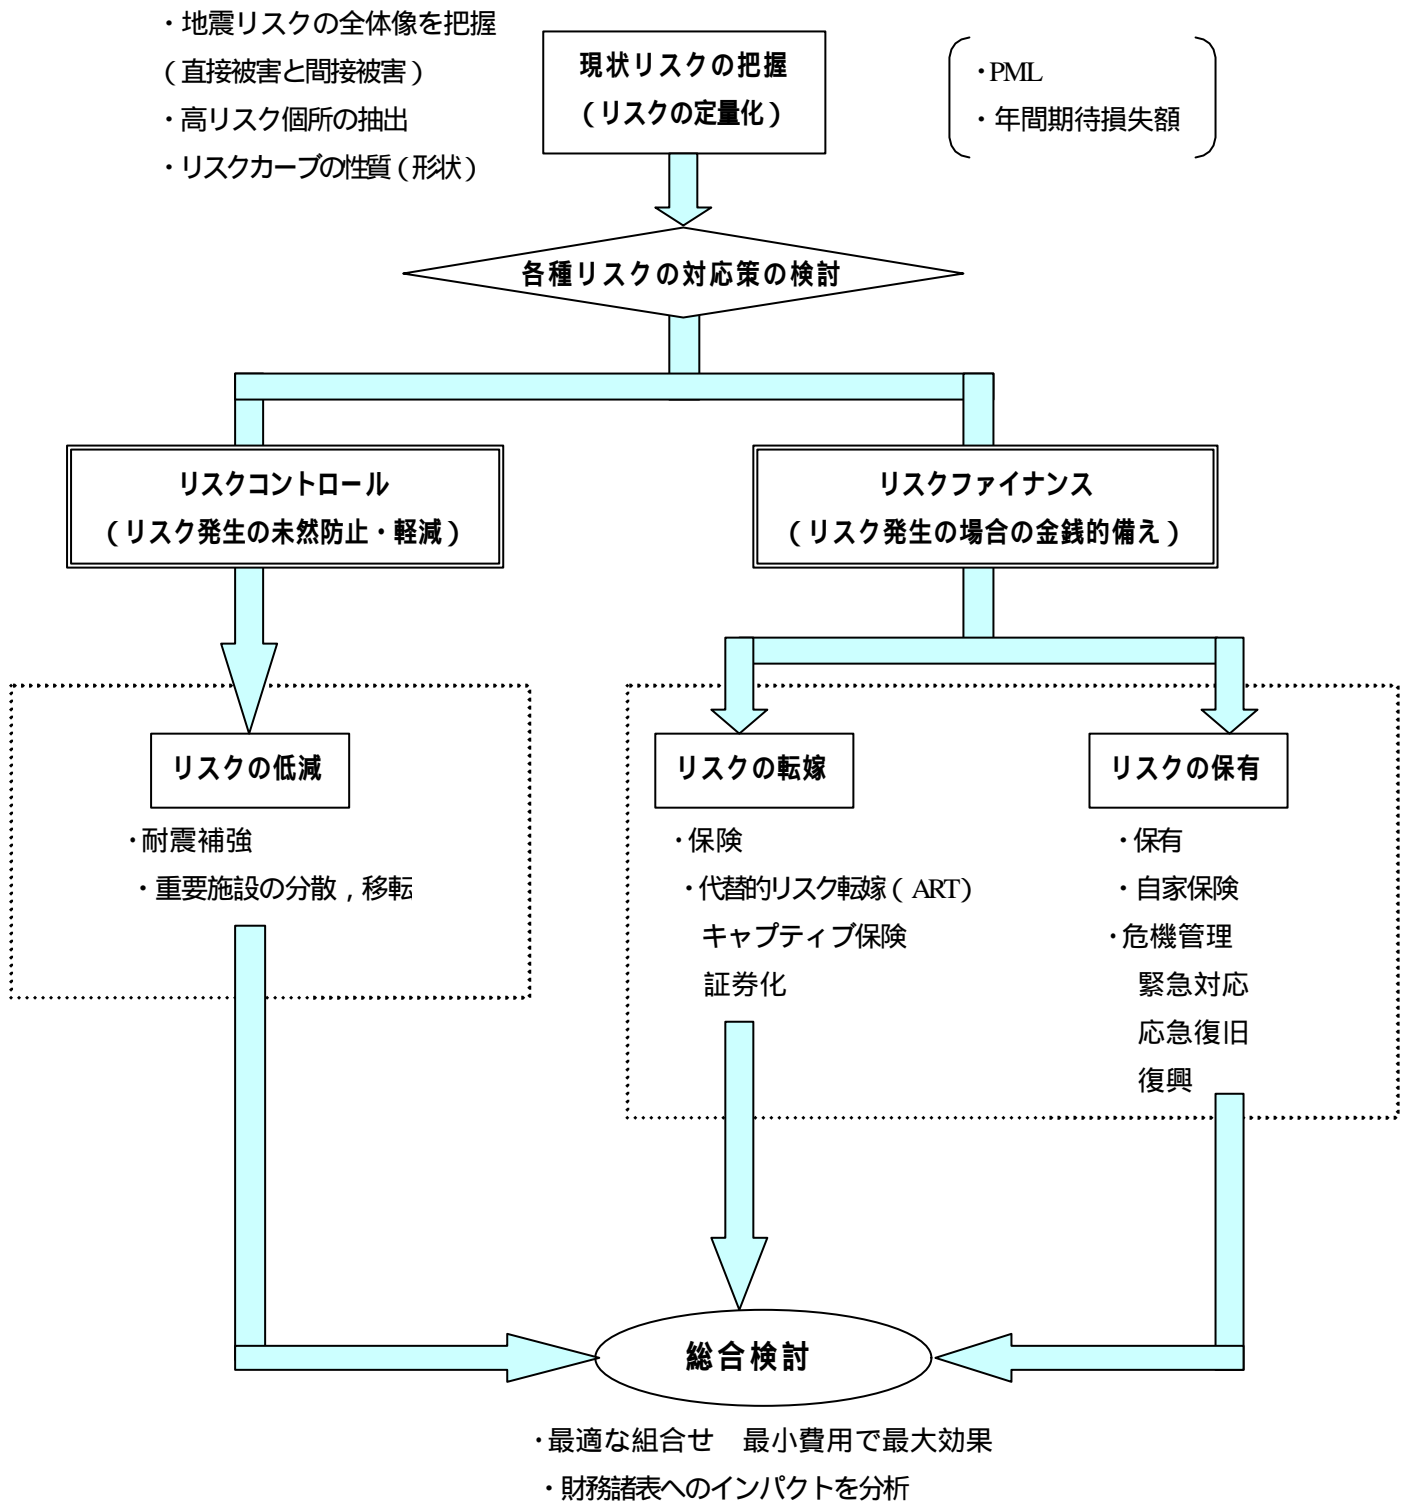 ・地震リスクの全体像を把握
（直接被害と間接被害）
・高リスク個所の抽出
・リスクカーブの性質（形状）
現状リスクの把握
（リスクの定量化）
・PML
・年間期待損失額
各種リスクの対応策の検討
リスクコントロール
（リスク発生の未然防止・軽減）
リスクファイナンス
（リスク発生の場合の金銭的備え）
リスクの低減
・耐震補強
・重要施設の分散，移転
リスクの転嫁
・保険
・代替的リスク転嫁（ART）
キャプティブ保険
証券化
リスクの保有
・保有
・自家保険
・危機管理
緊急対応
応急復旧
復興
総合検討
・最適な組合せ　最小費用で最大効果
・財務諸表へのインパクトを分析